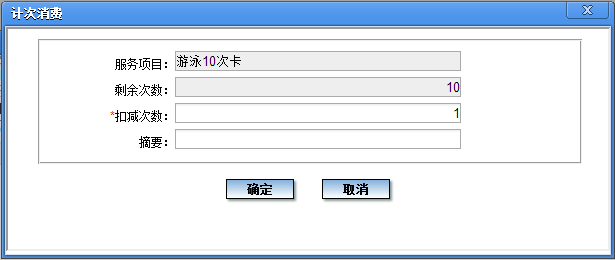 计次消费
服务项目：游泳10次卡
剩余次数：10
*扣减次数：1
摘要：
确定 取消